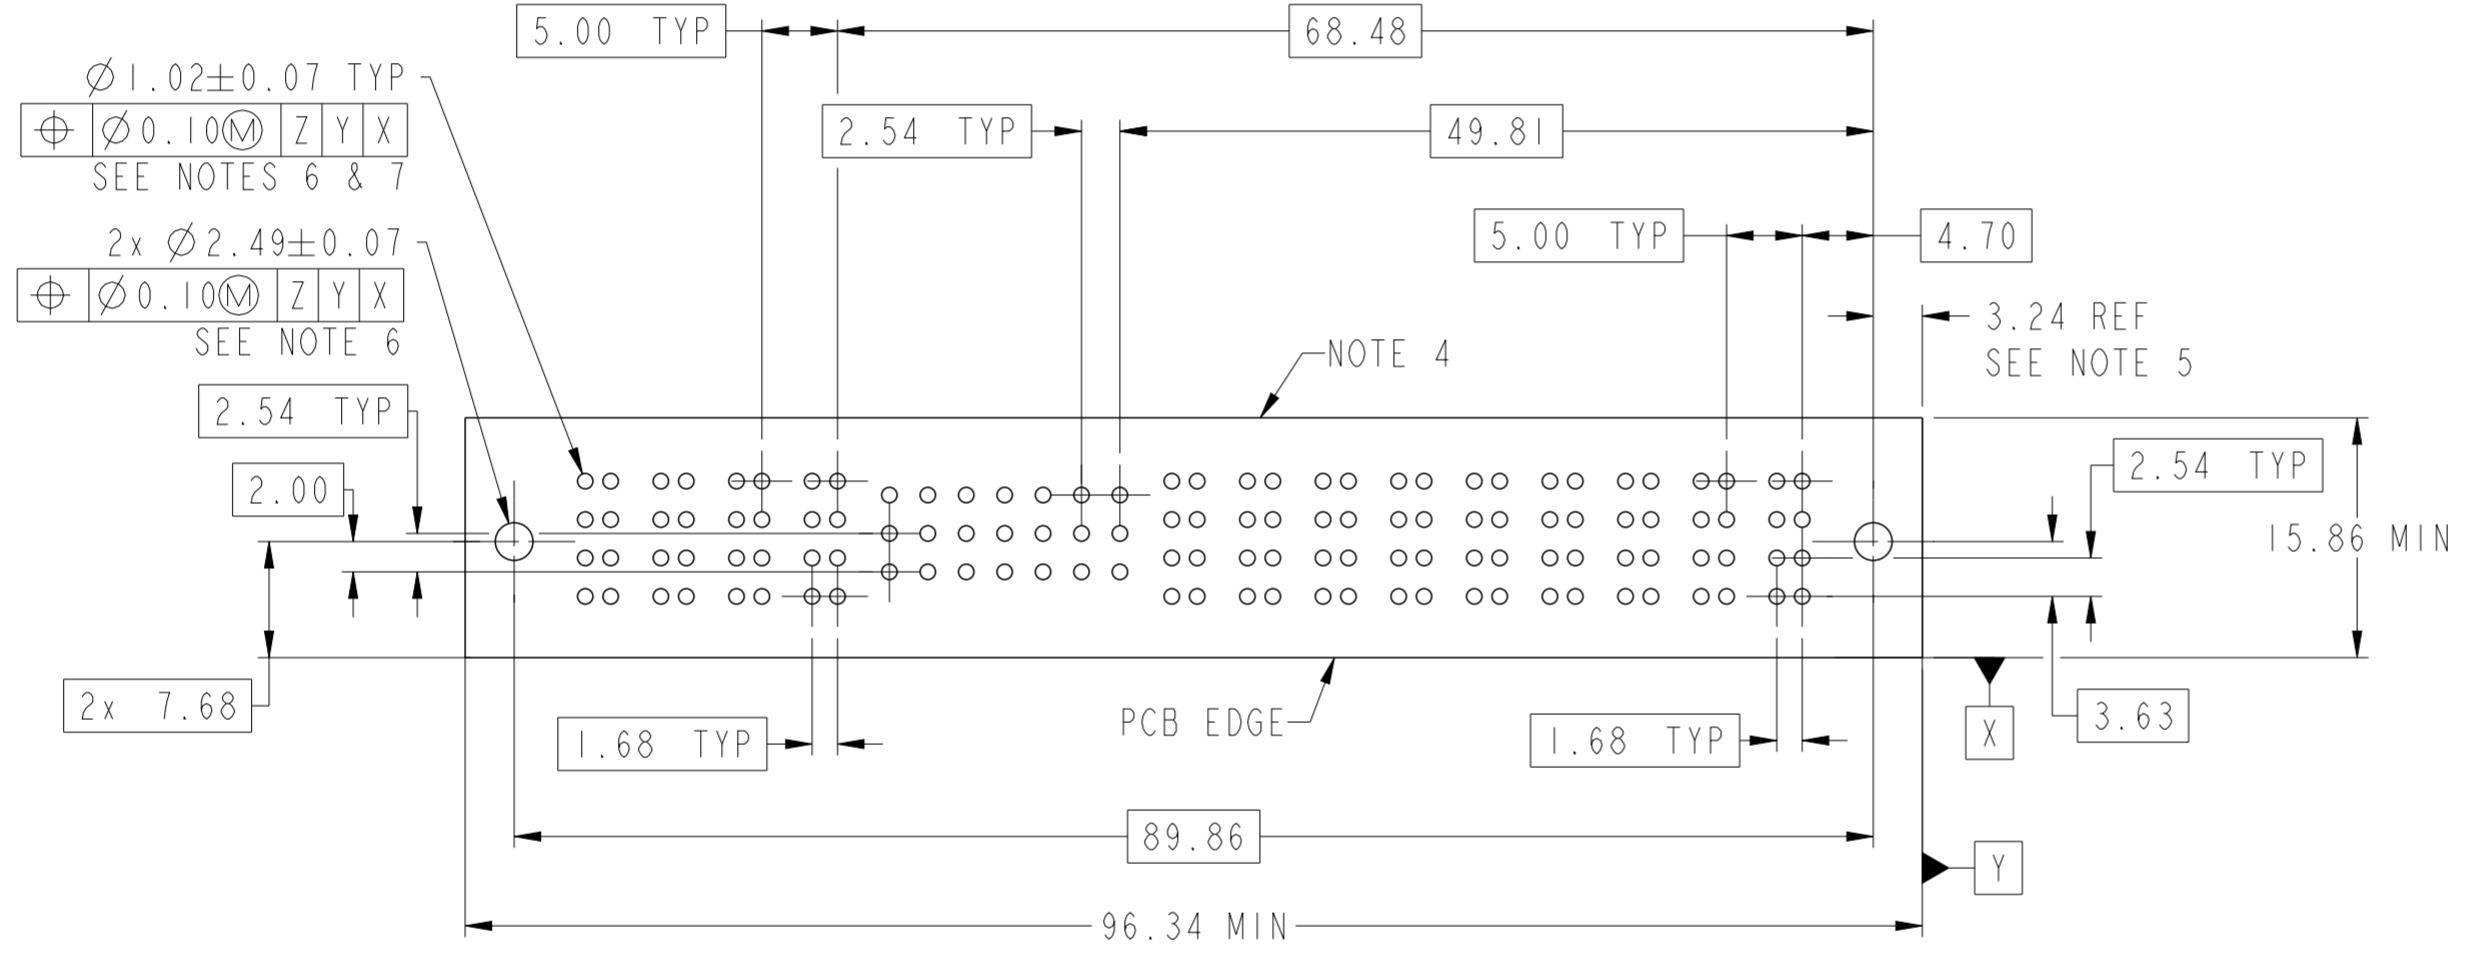 5.00 TYP
68.48
Ø1.02±0.07 TYP
⌖ Ø0.10Ⓜ Z Y X
SEE NOTES 6 & 7
2.54 TYP
49.81
2x Ø2.49±0.07
⌖ Ø0.10Ⓜ Z Y X
SEE NOTE 6
5.00 TYP
4.70
3.24 REF
SEE NOTE 5
NOTE 4
2.54 TYP
2.00
2.54 TYP
15.86 MIN
2x 7.68
1.68 TYP
PCB EDGE
1.68 TYP
X
3.63
89.86
Y
96.34 MIN